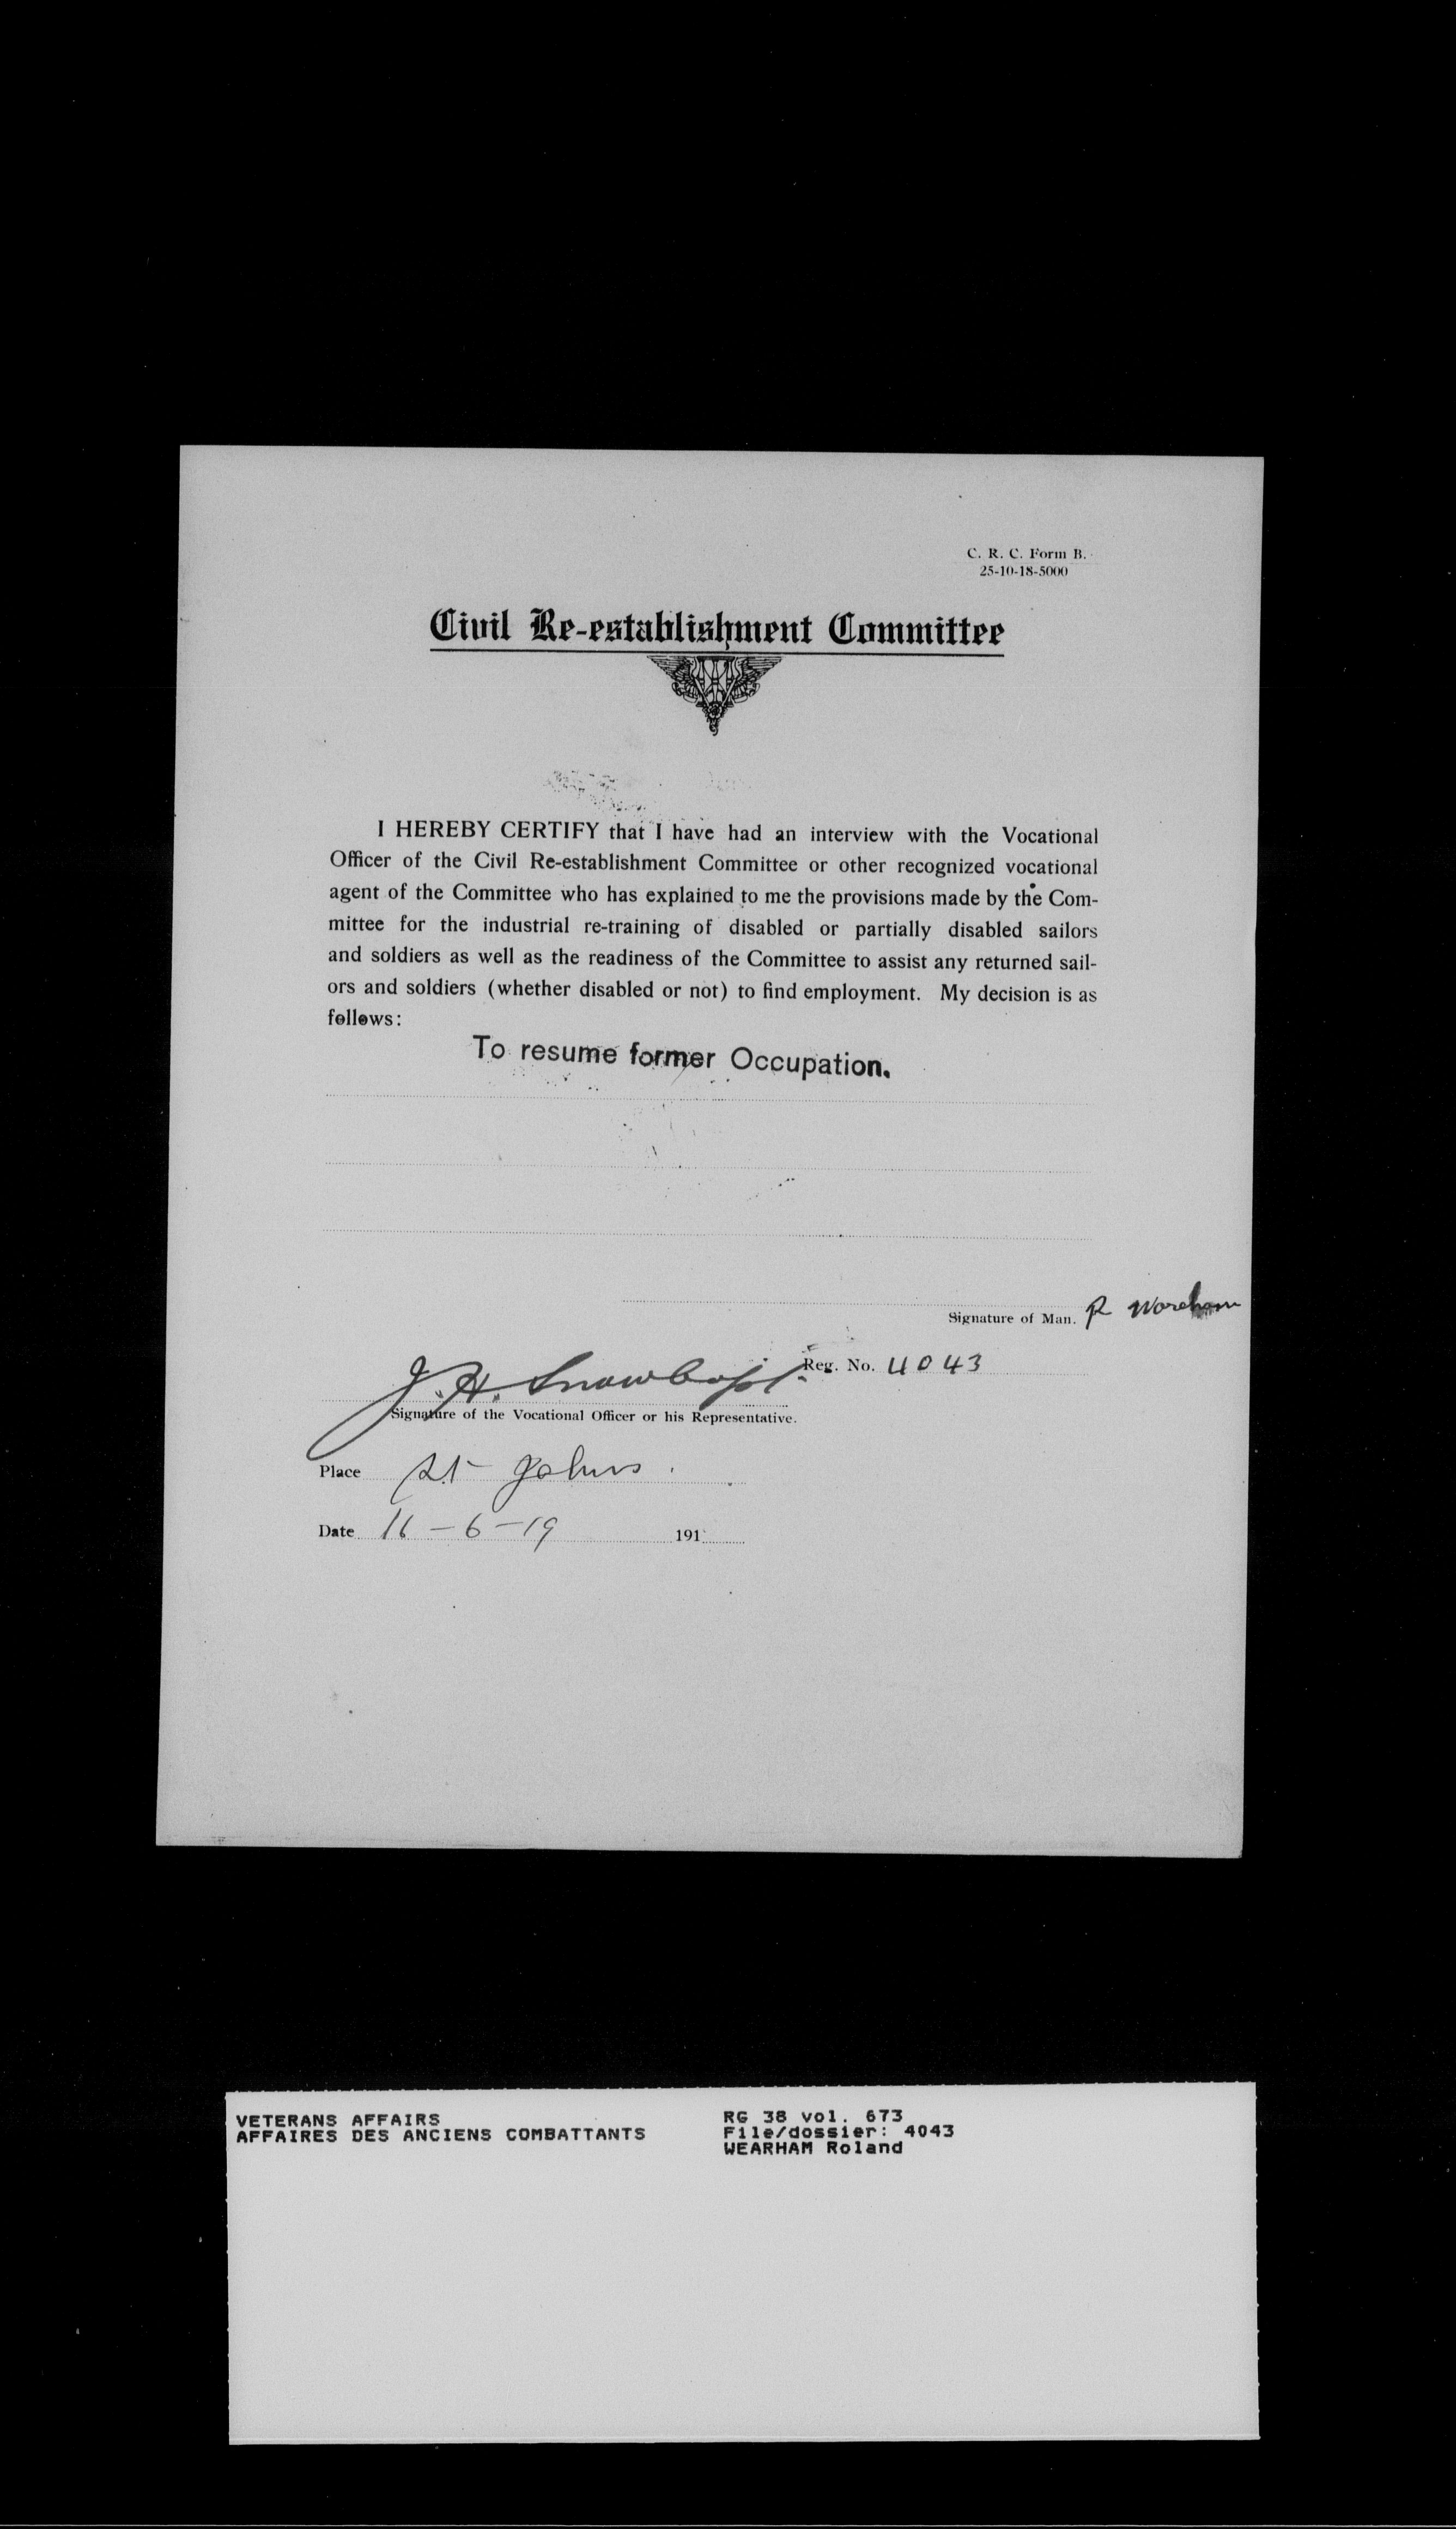 C. R. C. Form B.
25-10-18-5000
Civil Re-establishment Committee
I HEREBY CERTIFY that I have had an interview with the Vocational
Officer of the Civil Re-establishment Committee or other recognized vocational
agent of the Committee who has explained to me the provisions made by the Com-
mittee for the industrial re-training of disabled or partially disabled sailors
and soldiers as well as the readiness of the Committee to assist any returned sail-
ors and soldiers (whether disabled or not) to find employment. My decision is as
follows:
To resume former Occupation.
Signature of Man. R Wareham
Reg. No. 4043
J. H. Snow Capt.
Signature of the Vocational Officer or his Representative.
Place St Johns.
Date 16-6-19 191
VETERANS AFFAIRS
AFFAIRES DES ANCIENS COMBATTANTS
RG 38 vol. 673
File/dossier: 4043
WEARHAM Roland